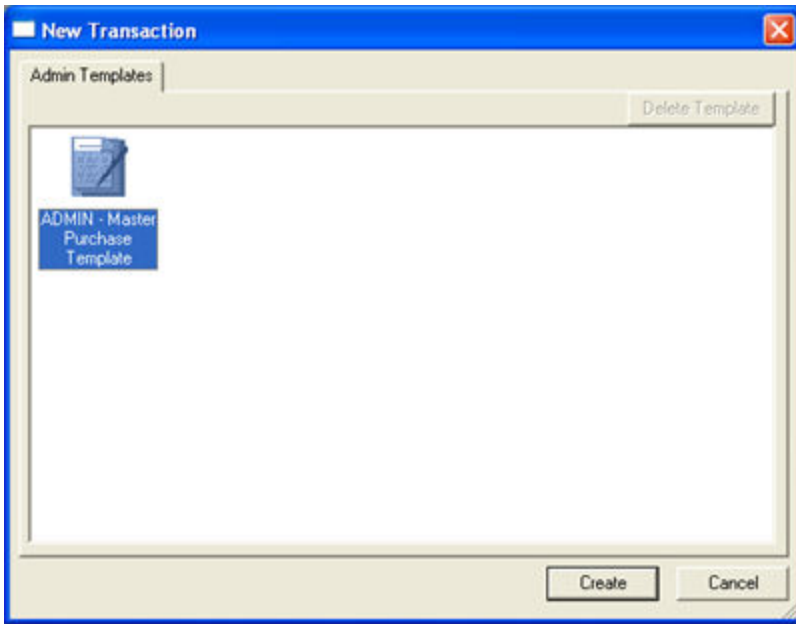 New Transaction
Admin Templates
Delete Template
ADMIN - Master
Purchase
Template
Create
Cancel